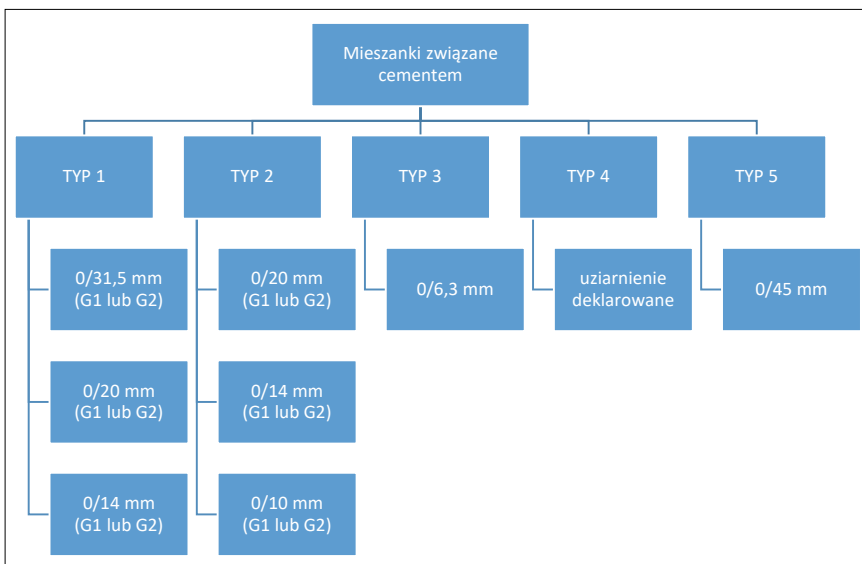 Mieszanki związane
cementem
TYP 1
TYP 2
TYP 3
TYP 4
TYP 5
0/31,5 mm
(G1 lub G2)
0/20 mm
(G1 lub G2)
0/6,3 mm
uziarnienie
deklarowane
0/45 mm
0/20 mm
(G1 lub G2)
0/14 mm
(G1 lub G2)
0/14 mm
(G1 lub G2)
0/10 mm
(G1 lub G2)